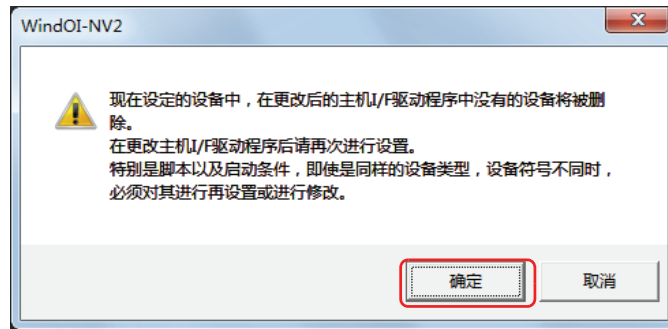 WindOI-NV2
现在设定的设备中，在更改后的主机I/F驱动程序中没有的设备将被删
除。
在更改主机I/F驱动程序后请再次进行设置。
特别是脚本以及启动条件，即使是同样的设备类型，设备符号不同时，
必须对其进行再设置或进行修改。
确定
取消